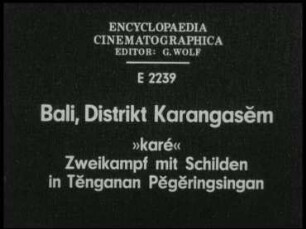 ENCYCLOPAEDIA
CINEMATOGRAPHICA
EDITOR: G. WOLF
E 2239
Bali, Distrikt Karangasĕm
»karé«
Zweikampf mit Schilden
in Tĕnganan Pĕgĕringsingan